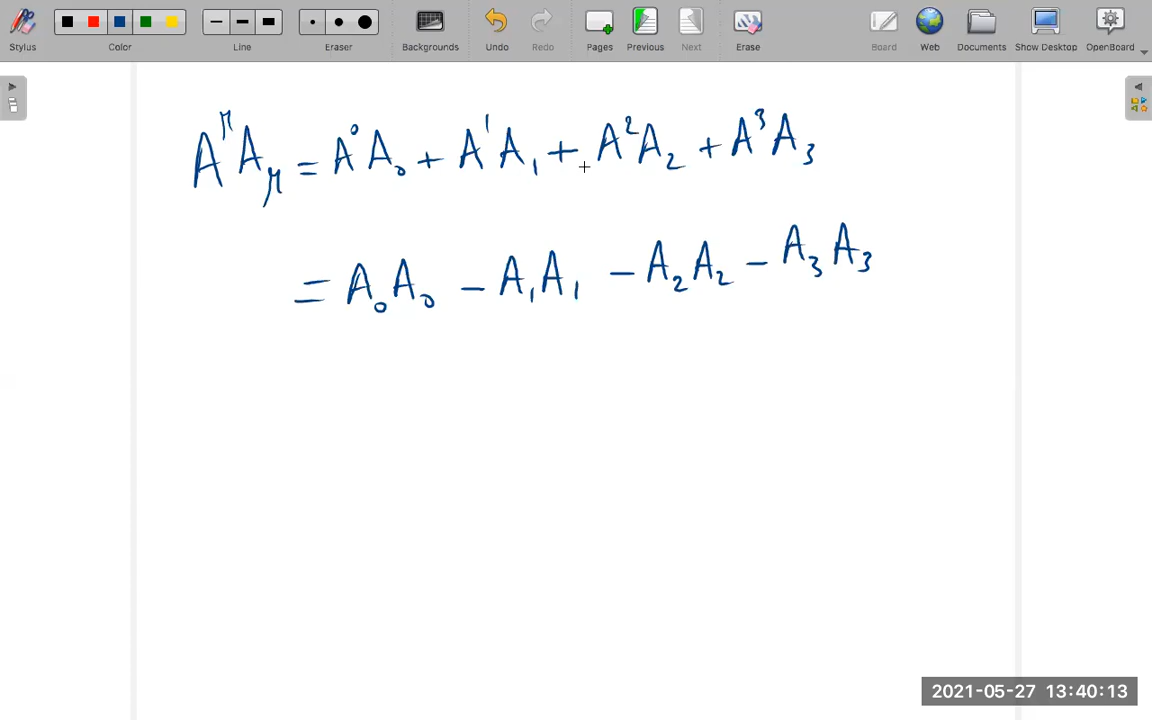 Stylus Color Line Eraser Backgrounds Undo Redo Pages Previous Next Erase Board Web Documents Show Desktop OpenBoard
A^μ A_μ = A^0 A_0 + A^1 A_1 + A^2 A_2 + A^3 A_3
= A_0 A_0 - A_1 A_1 - A_2 A_2 - A_3 A_3
2021-05-27 13:40:13